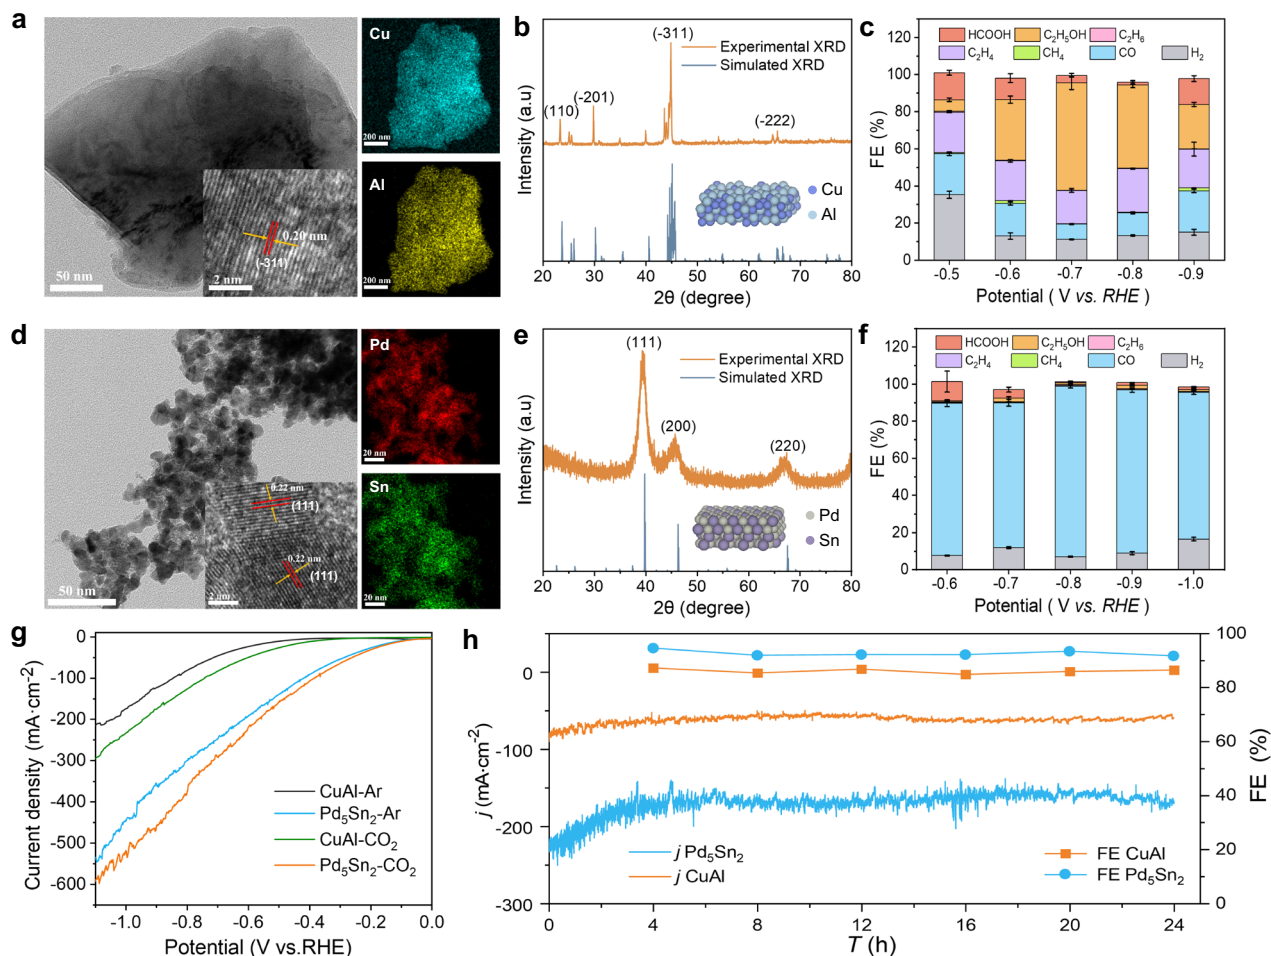 a
Cu
200 nm
Al
200 nm
50 nm
0.20 nm
(-311)
2 nm
b
(-311)
Experimental XRD
Simulated XRD
(110)
(-201)
(-222)
Cu
Al
Intensity (a.u)
20 30 40 50 60 70 80
2θ (degree)
c
HCOOH C₂H₅OH C₂H₆
C₂H₄ CH₄ CO H₂
FE (%)
120
100
80
60
40
20
0
-0.5 -0.6 -0.7 -0.8 -0.9
Potential ( V vs. RHE )
d
Pd
20 nm
Sn
20 nm
50 nm
0.22 nm
(111)
0.22 nm
(111)
2 nm
e
(111)
Experimental XRD
Simulated XRD
(200)
(220)
Pd
Sn
Intensity (a.u)
20 30 40 50 60 70 80
2θ (degree)
f
HCOOH C₂H₅OH C₂H₆
C₂H₄ CH₄ CO H₂
FE (%)
120
100
80
60
40
20
0
-0.6 -0.7 -0.8 -0.9 -1.0
Potential ( V vs. RHE )
g
Current density (mA·cm⁻²)
0
-100
-200
-300
-400
-500
-600
CuAl-Ar
Pd₅Sn₂-Ar
CuAl-CO₂
Pd₅Sn₂-CO₂
-1.0 -0.8 -0.6 -0.4 -0.2 0.0
Potential (V vs.RHE)
h
j (mA·cm⁻²)
0
-100
-200
-300
j Pd₅Sn₂
j CuAl
FE CuAl
FE Pd₅Sn₂
100
80
60
40
20
0
FE (%)
0 4 8 12 16 20 24
T (h)